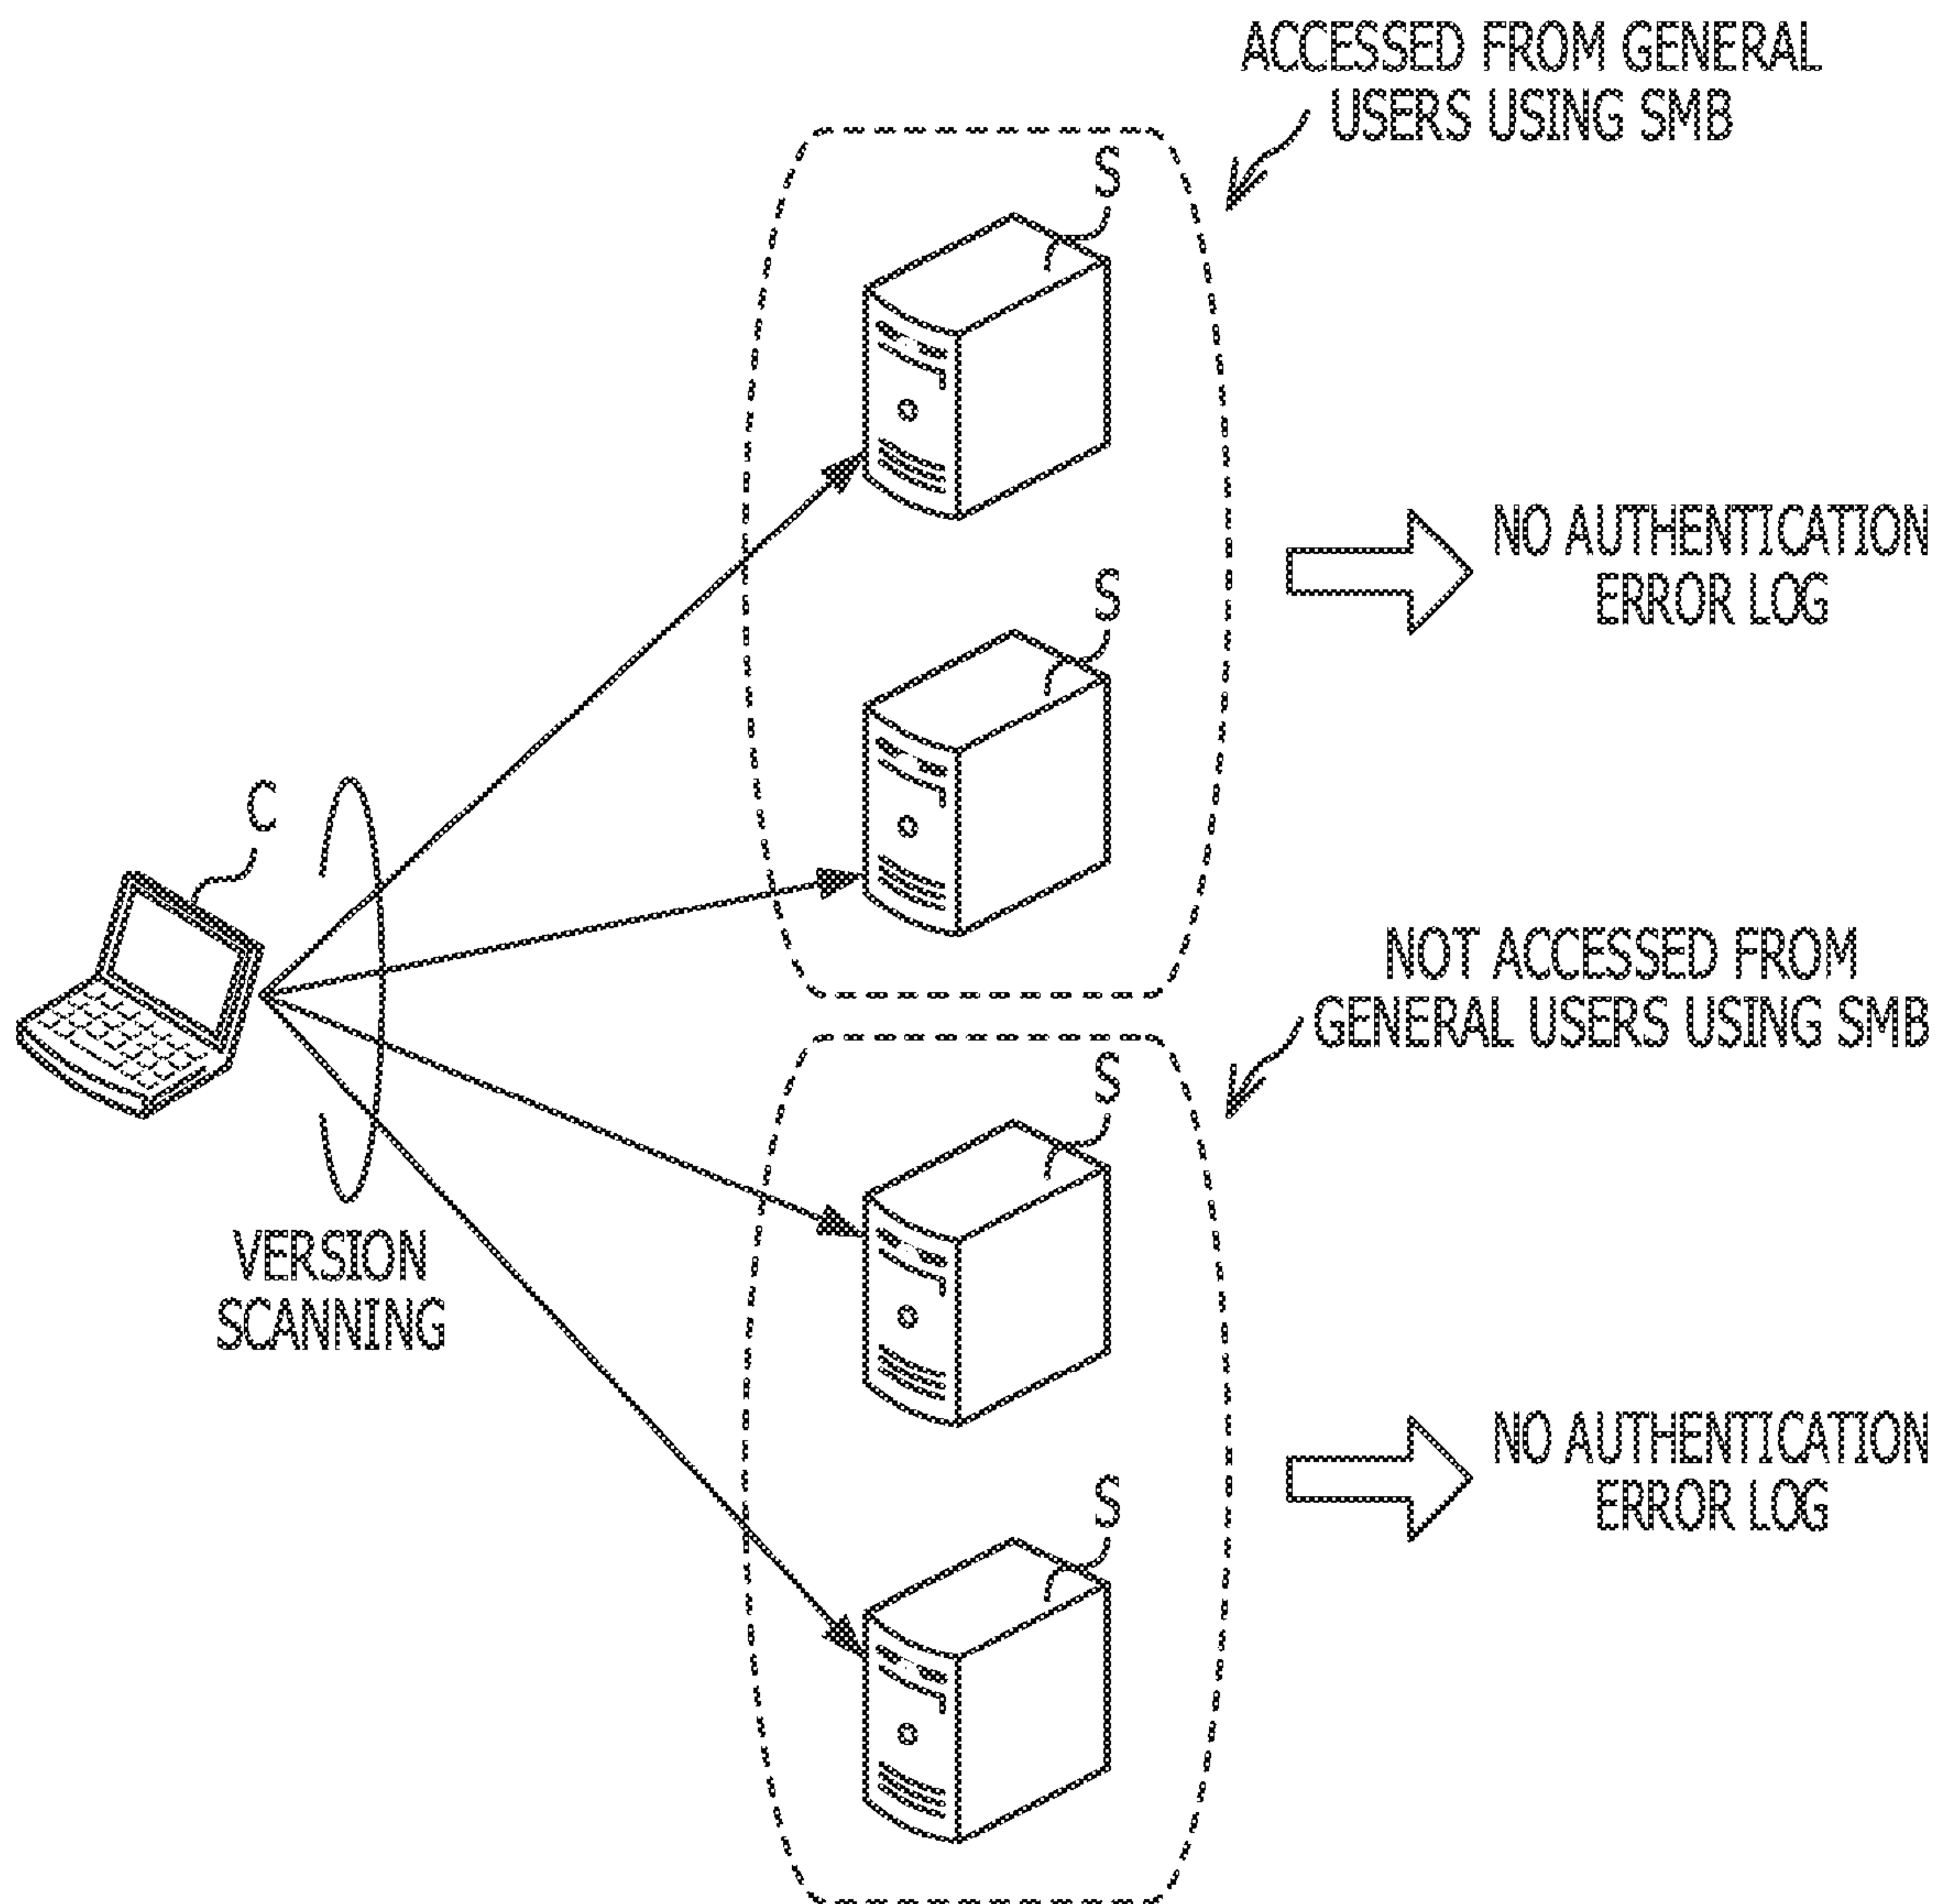 ACCESSED FROM GENERAL
USERS USING SMB
S
NO AUTHENTICATION
ERROR LOG
S
C
NOT ACCESSED FROM
GENERAL USERS USING SMB
S
VERSION
SCANNING
NO AUTHENTICATION
ERROR LOG
S